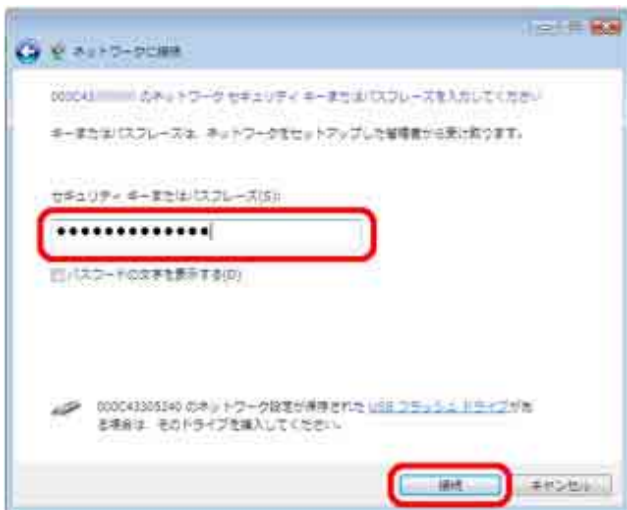 ネットワークに接続
000C43 のネットワーク セキュリティ キーまたはパスフレーズを入力してください
キーまたはパスフレーズは、ネットワークをセットアップした管理者から受け取ります。
セキュリティ キーまたはパスフレーズ(S):
●●●●●●●●●●●●●
パスワードの文字を表示する(D)
000C43305240 のネットワーク設定が保存された USB フラッシュ ドライブがあ
る場合は、そのドライブを挿入してください。
接続 キャンセル